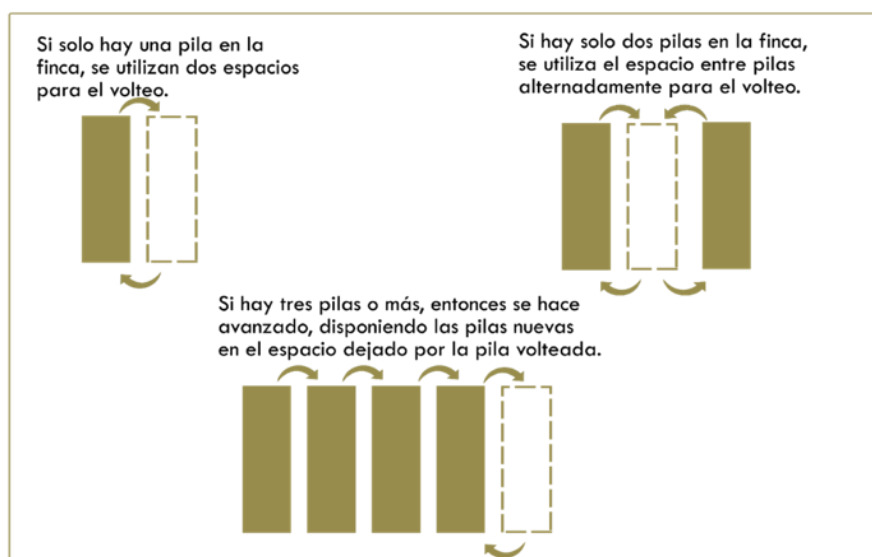 Si solo hay una pila en la
finca, se utilizan dos espacios
para el volteo.
Si hay solo dos pilas en la finca,
se utiliza el espacio entre pilas
alternadamente para el volteo.
Si hay tres pilas o más, entonces se hace
avanzado, disponiendo las pilas nuevas
en el espacio dejado por la pila volteada.